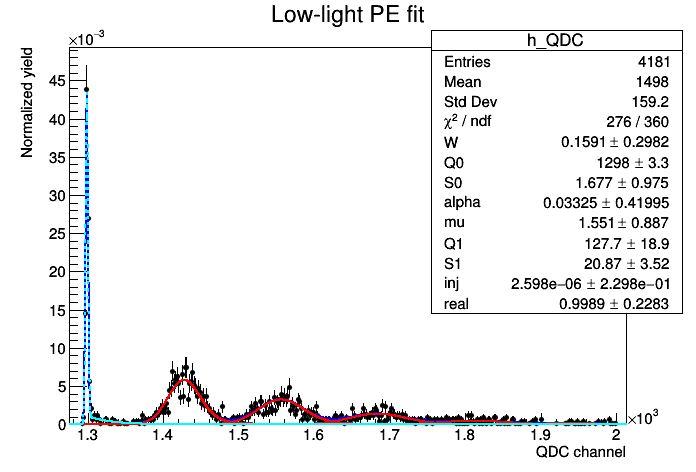 Low-light PE fit
×10−3
Normalized yield
h_QDC
Entries 4181
Mean 1498
Std Dev 159.2
χ2 / ndf 276 / 360
W 0.1591 ± 0.2982
Q0 1298 ± 3.3
S0 1.677 ± 0.975
alpha 0.03325 ± 0.41995
mu 1.551 ± 0.887
Q1 127.7 ± 18.9
S1 20.87 ± 3.52
inj 2.598e−06 ± 2.298e−01
real 0.9989 ± 0.2283
45
40
35
30
25
20
15
10
5
0
1.3 1.4 1.5 1.6 1.7 1.8 1.9 2
×103
QDC channel